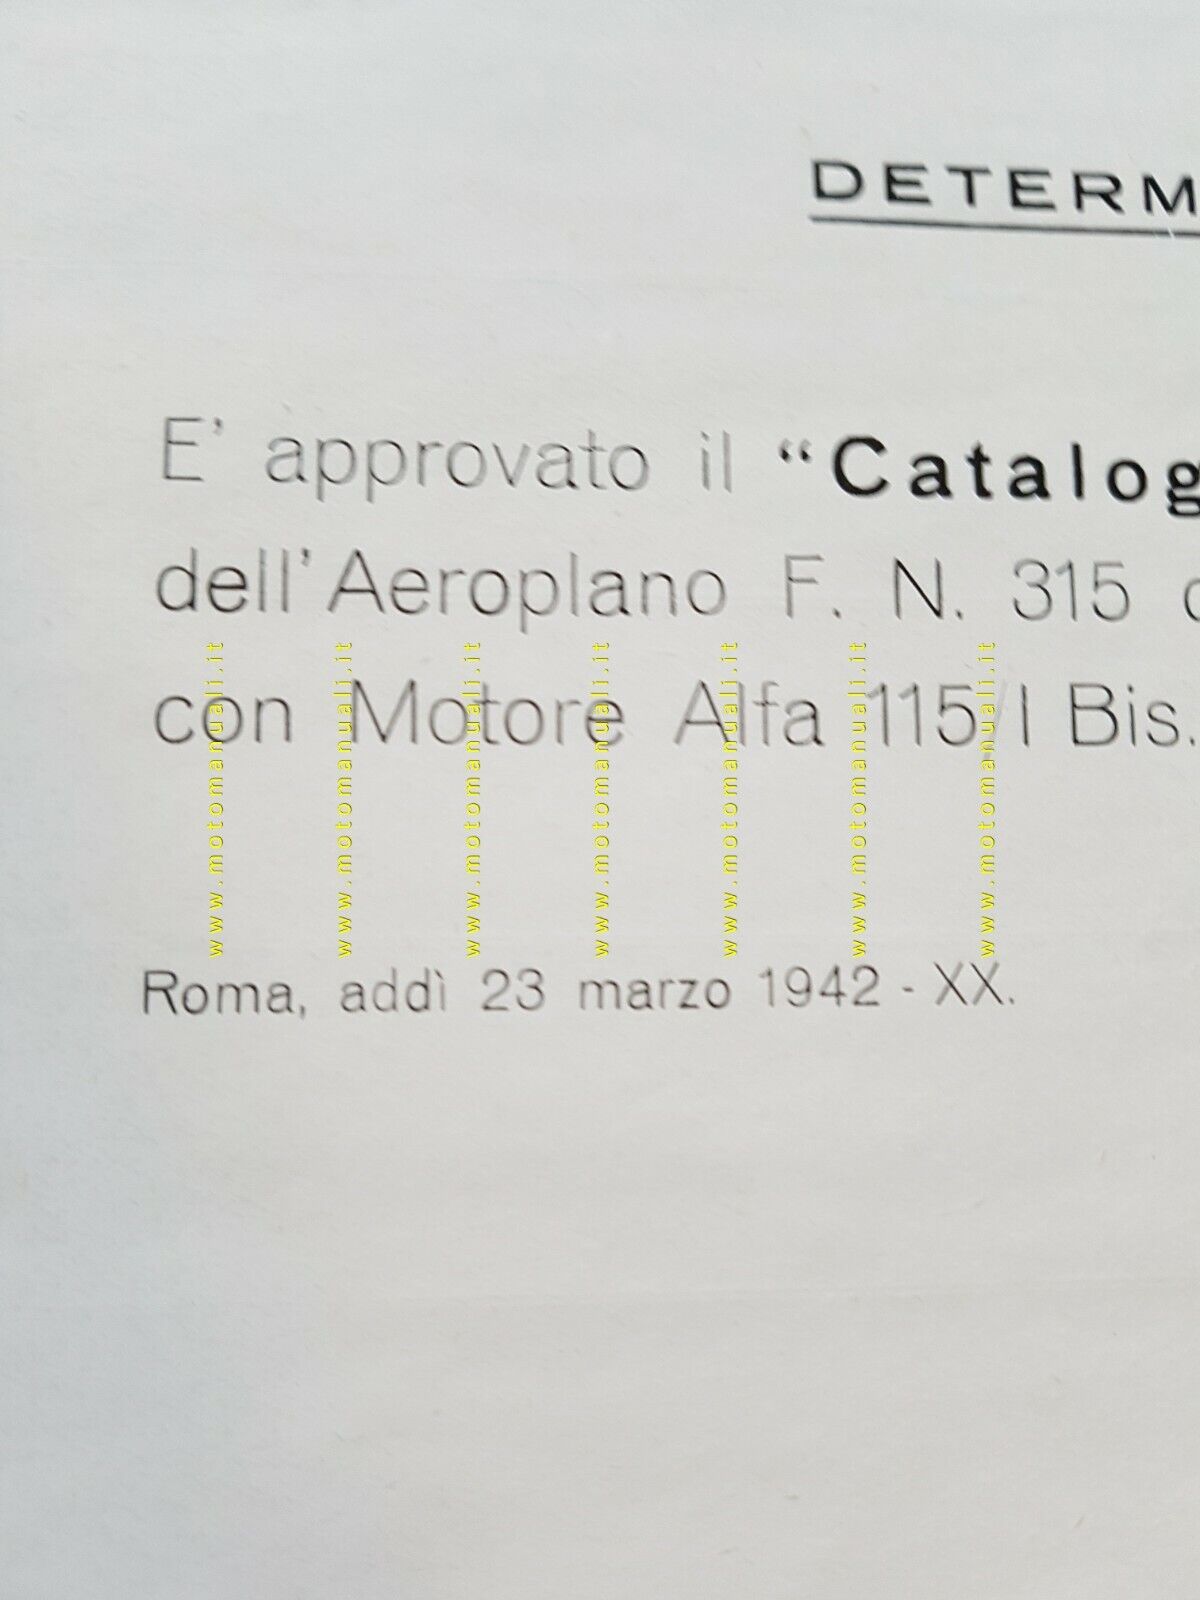 DETERM
E' approvato il “Catalog
dell'Aeroplano F. N. 315
con Motore Alfa 115/I Bis.
www.motomanuali.it
www.motomanuali.it
www.motomanuali.it
www.motomanuali.it
www.motomanuali.it
www.motomanuali.it
www.motomanuali.it
Roma, addì 23 marzo 1942 - XX.